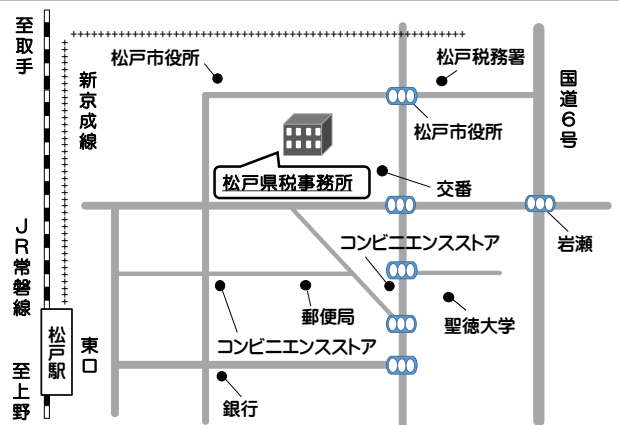 至取手
新京成線
松戸市役所
松戸税務署
国道6号
松戸市役所
松戸県税事務所
交番
岩瀬
JR常磐線
コンビニエンスストア
郵便局
聖徳大学
コンビニエンスストア
松戸駅
東口
至上野
銀行